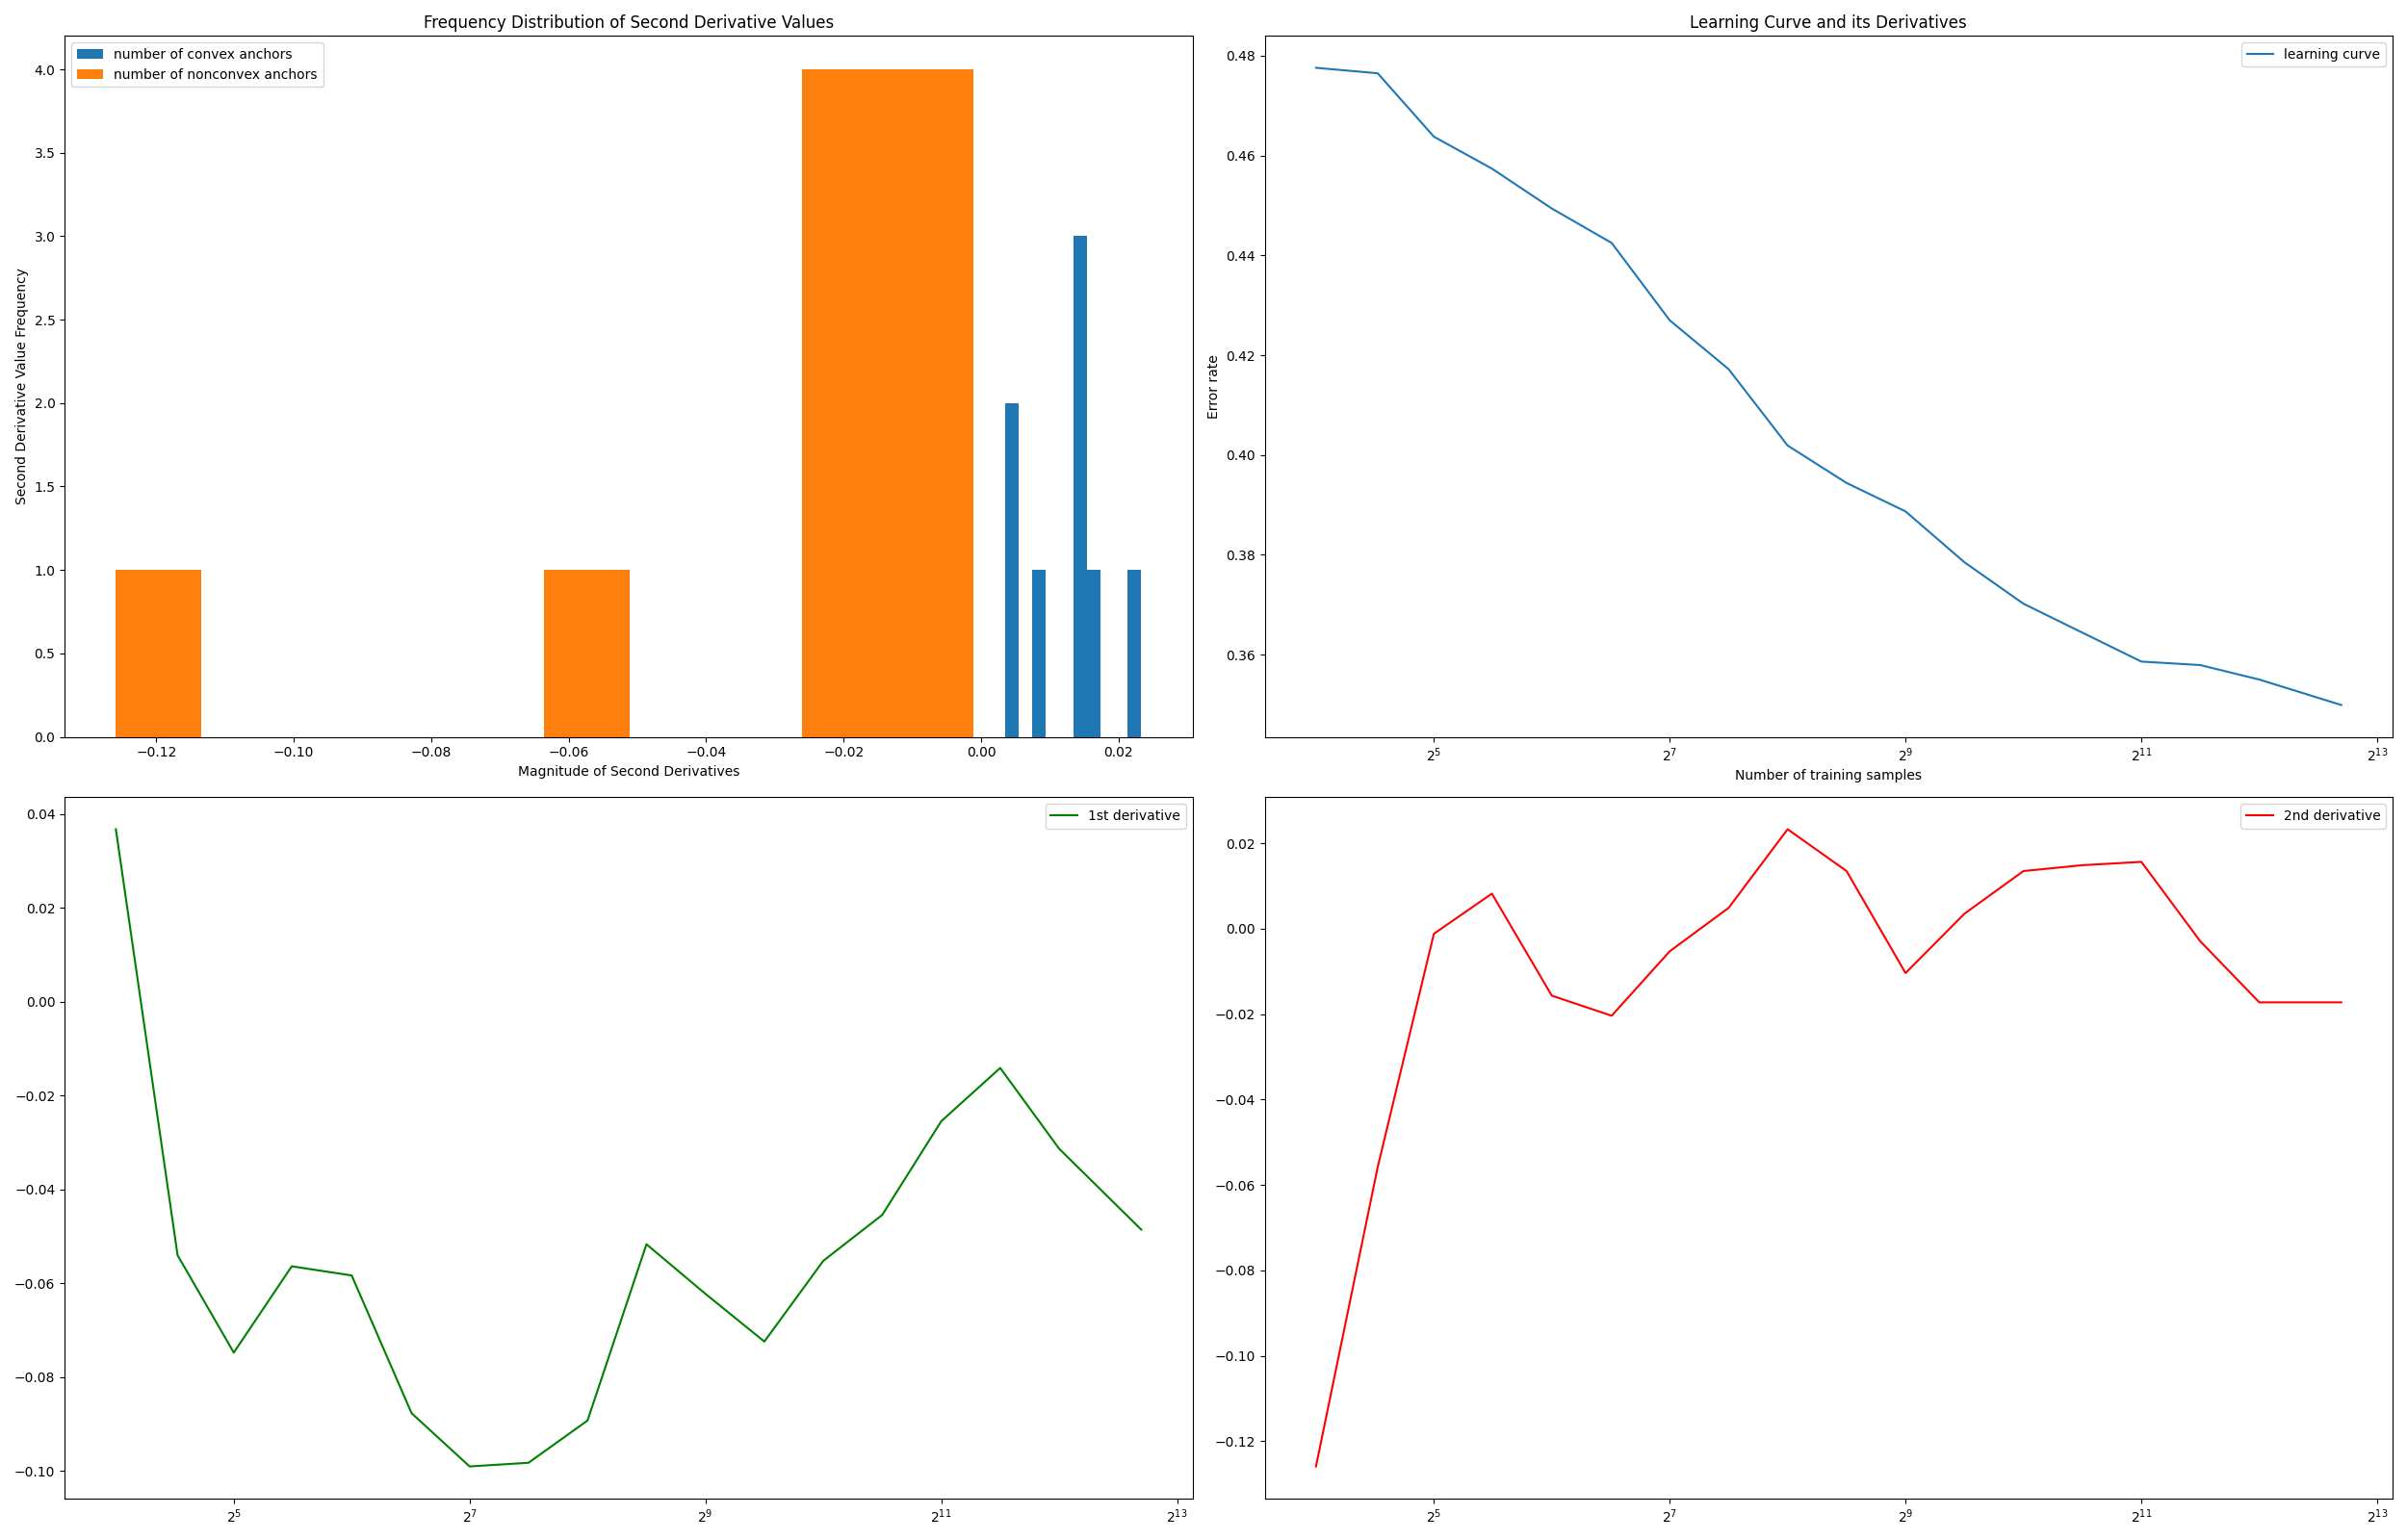 Frequency Distribution of Second Derivative Values
number of convex anchors
number of nonconvex anchors
4.0
3.5
3.0
2.5
2.0
1.5
1.0
0.5
0.0
Second Derivative Value Frequency
−0.12 −0.10 −0.08 −0.06 −0.04 −0.02 0.00 0.02
Magnitude of Second Derivatives
Learning Curve and its Derivatives
learning curve
0.48
0.46
0.44
0.42
0.40
0.38
0.36
Error rate
2^5 2^7 2^9 2^11 2^13
Number of training samples
1st derivative
0.04
0.02
0.00
−0.02
−0.04
−0.06
−0.08
−0.10
2^5 2^7 2^9 2^11 2^13
2nd derivative
0.02
0.00
−0.02
−0.04
−0.06
−0.08
−0.10
−0.12
2^5 2^7 2^9 2^11 2^13